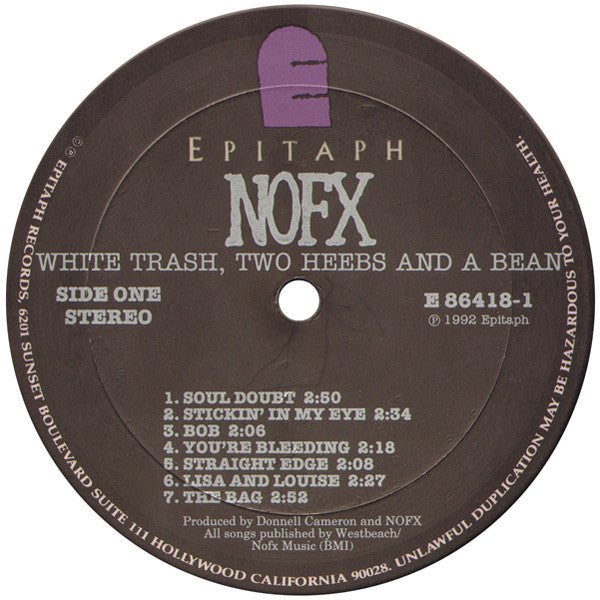 EPITAPH
NOFX
WHITE TRASH, TWO HEEBS AND A BEAN
SIDE ONE
STEREO
E 86418-1
℗ 1992 Epitaph
1. SOUL DOUBT 2:50
2. STICKIN' IN MY EYE 2:34
3. BOB 2:06
4. YOU'RE BLEEDING 2:18
5. STRAIGHT EDGE 2:08
6. LISA AND LOUISE 2:27
7. THE BAG 2:52
Produced by Donnell Cameron and NOFX
All songs published by Westbeach/
Nofx Music (BMI)
© ℗ EPITAPH RECORDS, 6201 SUNSET BOULEVARD SUITE 111 HOLLYWOOD CALIFORNIA 90028. UNLAWFUL DUPLICATION MAY BE HAZARDOUS TO YOUR HEALTH.